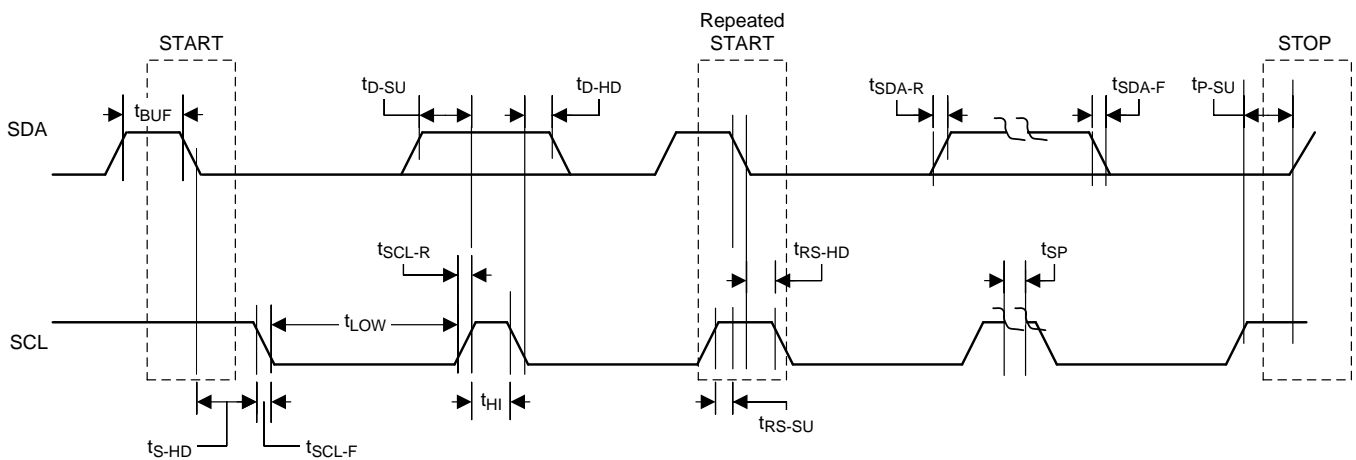 Repeated
START START STOP
tD-SU tD-HD tSDA-R tSDA-F tP-SU
tBUF
SDA
tSCL-R tRS-HD tSP
tLOW
SCL
tHI
tRS-SU
tS-HD tSCL-F